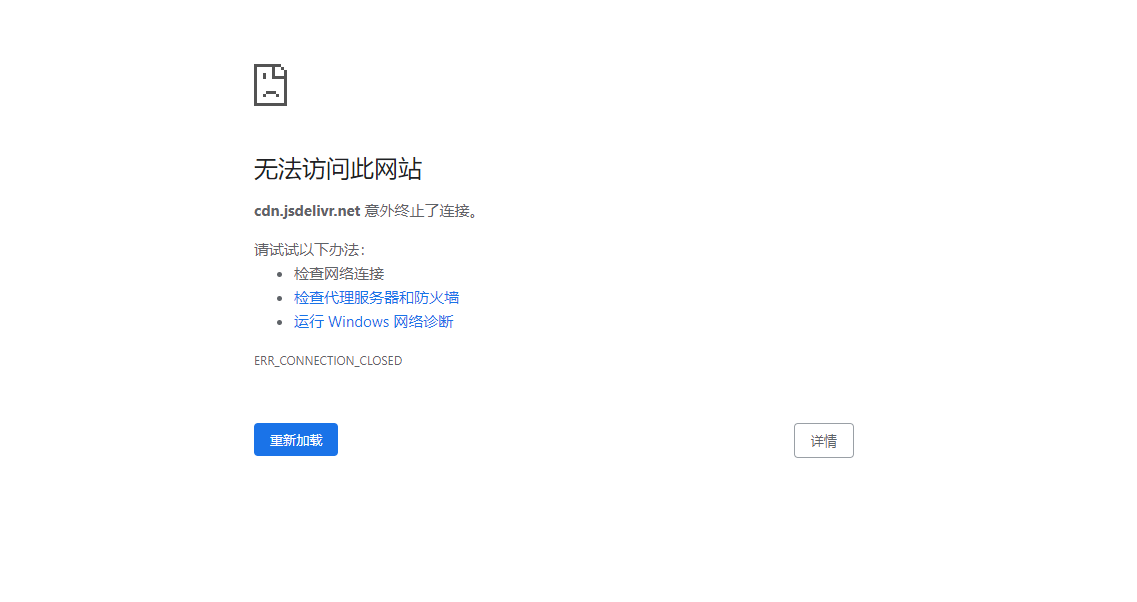 无法访问此网站
cdn.jsdelivr.net 意外终止了连接。
请试试以下办法：
检查网络连接
检查代理服务器和防火墙
运行 Windows 网络诊断
ERR_CONNECTION_CLOSED
重新加载
详情